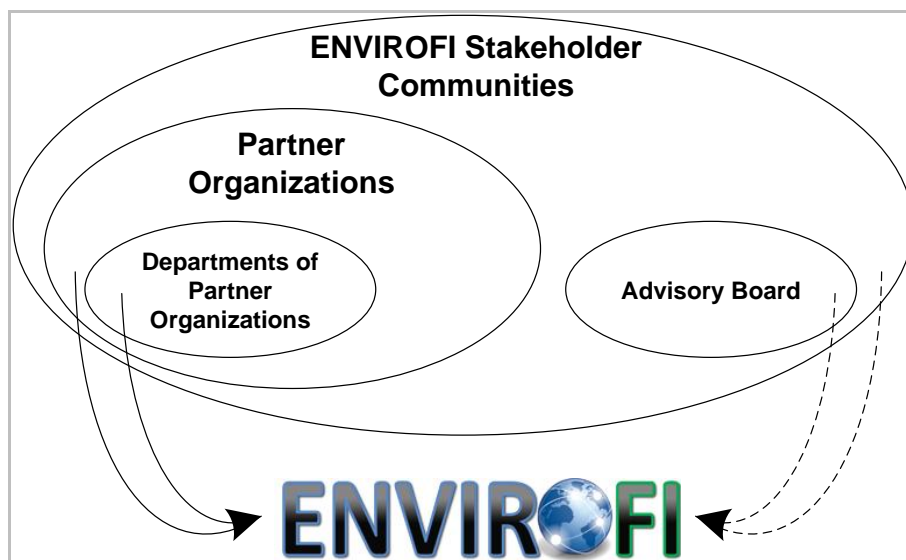 ENVIROFI Stakeholder
Communities
Partner
Organizations
Departments of
Partner
Organizations
Advisory Board
ENVIROFI